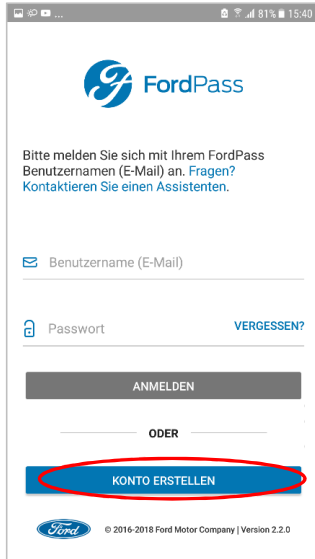 ... 81% 15:40
FordPass
Bitte melden Sie sich mit Ihrem FordPass
Benutzernamen (E-Mail) an. Fragen?
Kontaktieren Sie einen Assistenten.
Benutzername (E-Mail)
Passwort VERGESSEN?
ANMELDEN
ODER
KONTO ERSTELLEN
Ford © 2016-2018 Ford Motor Company | Version 2.2.0